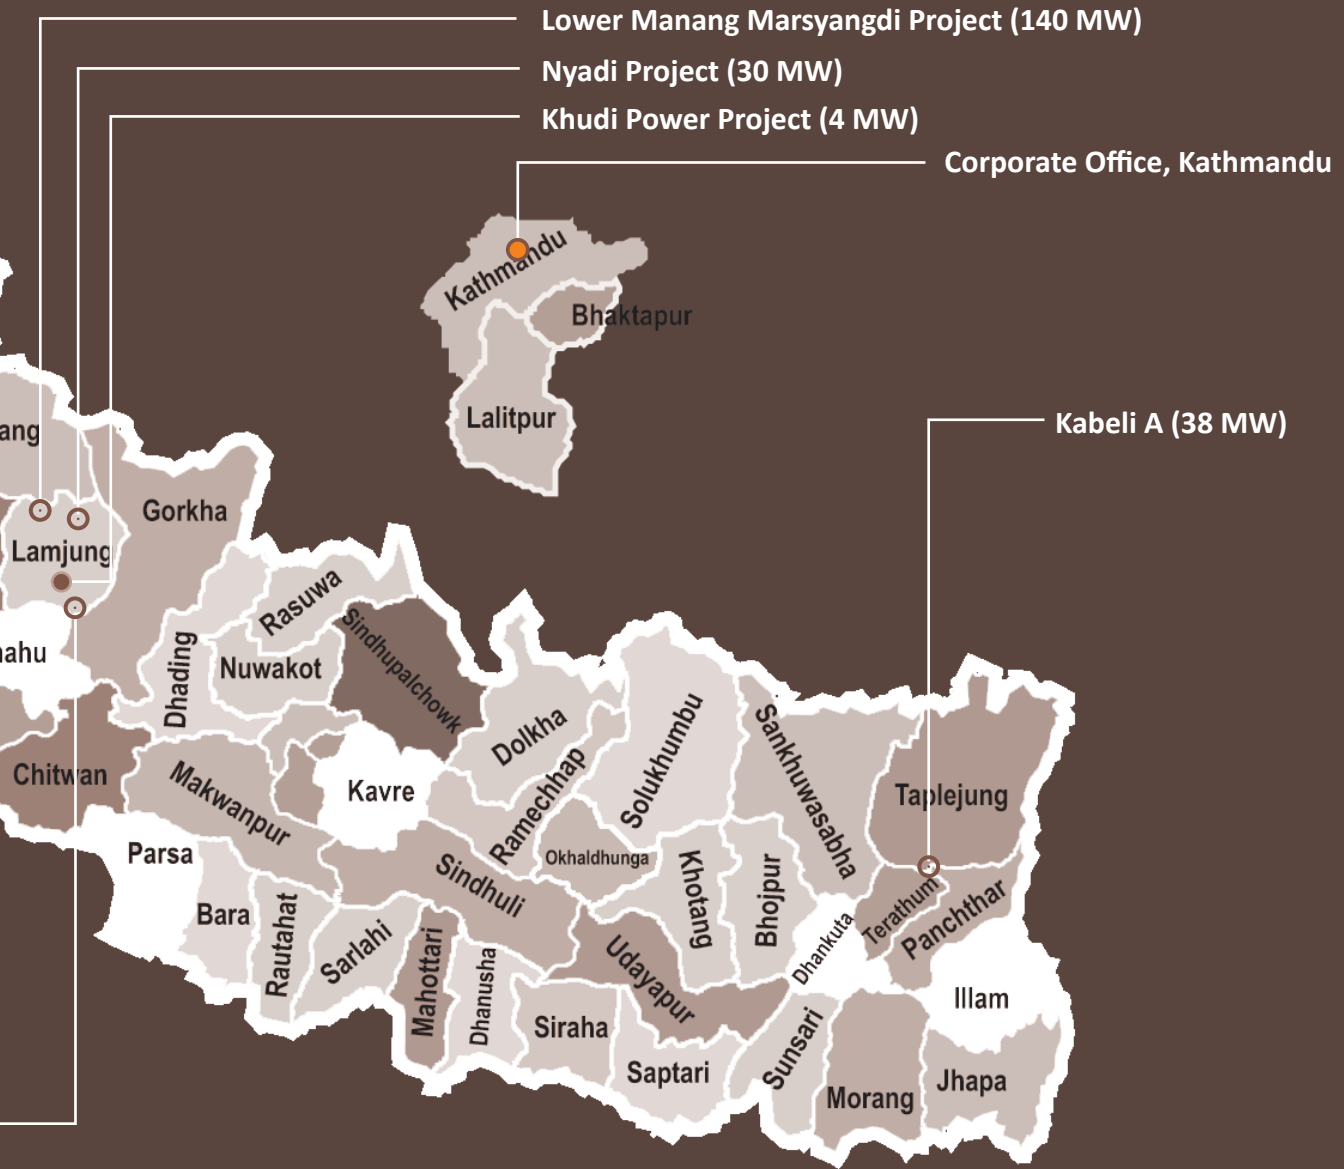 Lower Manang Marsyangdi Project (140 MW)
Nyadi Project (30 MW)
Khudi Power Project (4 MW)
Corporate Office, Kathmandu
Kathmandu
Bhaktapur
Lalitpur
Kabeli A (38 MW)
ang
Gorkha
Lamjung
Rasuwa
Sindhupalchowk
nahu
Dhading
Nuwakot
Dolkha
Ramechhap
Solukhumbu
Sankhuwasabha
Taplejung
Chitwan
Makwanpur
Kavre
Parsa
Okhaldhunga
Sindhuli
Khotang
Bhojpur
Dhankuta
Terathum
Panchthar
Bara
Rautahat
Sarlahi
Mahottari
Dhanusha
Udayapur
Illam
Siraha
Saptari
Sunsari
Morang
Jhapa